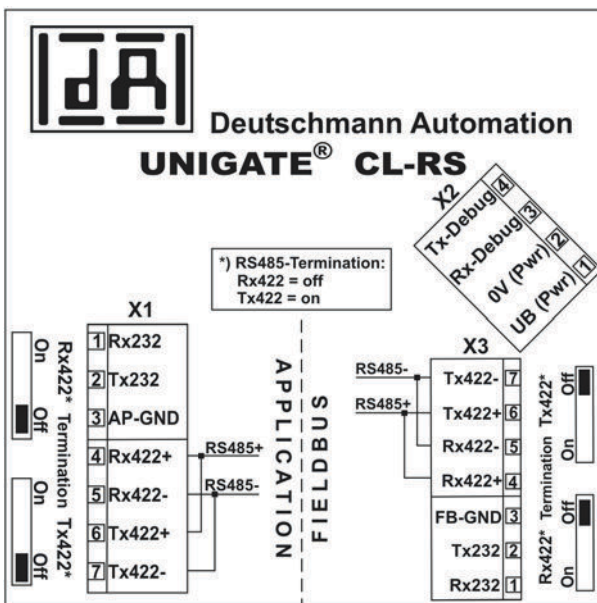 dA
Deutschmann Automation
UNIGATE® CL-RS
X2
Tx-Debug 4
Rx-Debug 3
0V (Pwr) 2
UB (Pwr) 1
*) RS485-Termination:
Rx422 = off
Tx422 = on
X1
1 Rx232
2 Tx232
3 AP-GND
4 Rx422+
5 Rx422-
6 Tx422+
7 Tx422-
RS485+
RS485-
On
Off
On
Off
Rx422* Termination Tx422*
APPLICATION
FIELDBUS
X3
RS485-
RS485+
Tx422- 7
Tx422+ 6
Rx422- 5
Rx422+ 4
FB-GND 3
Tx232 2
Rx232 1
Off
On
Off
On
Rx422* Termination Tx422*